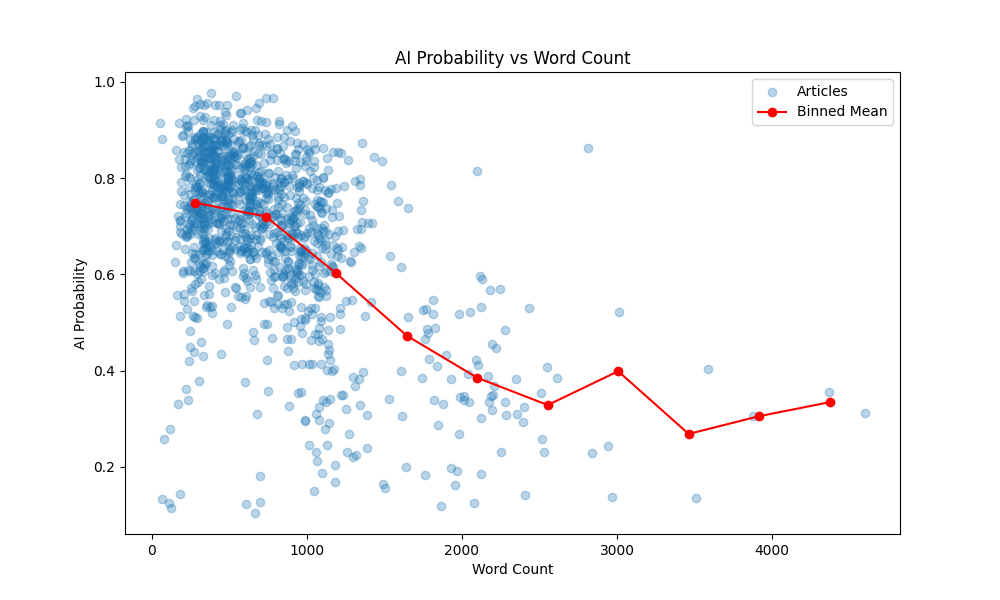 AI Probability vs Word Count
Articles
Binned Mean
AI Probability
1.0
0.8
0.6
0.4
0.2
0
1000
2000
3000
4000
Word Count